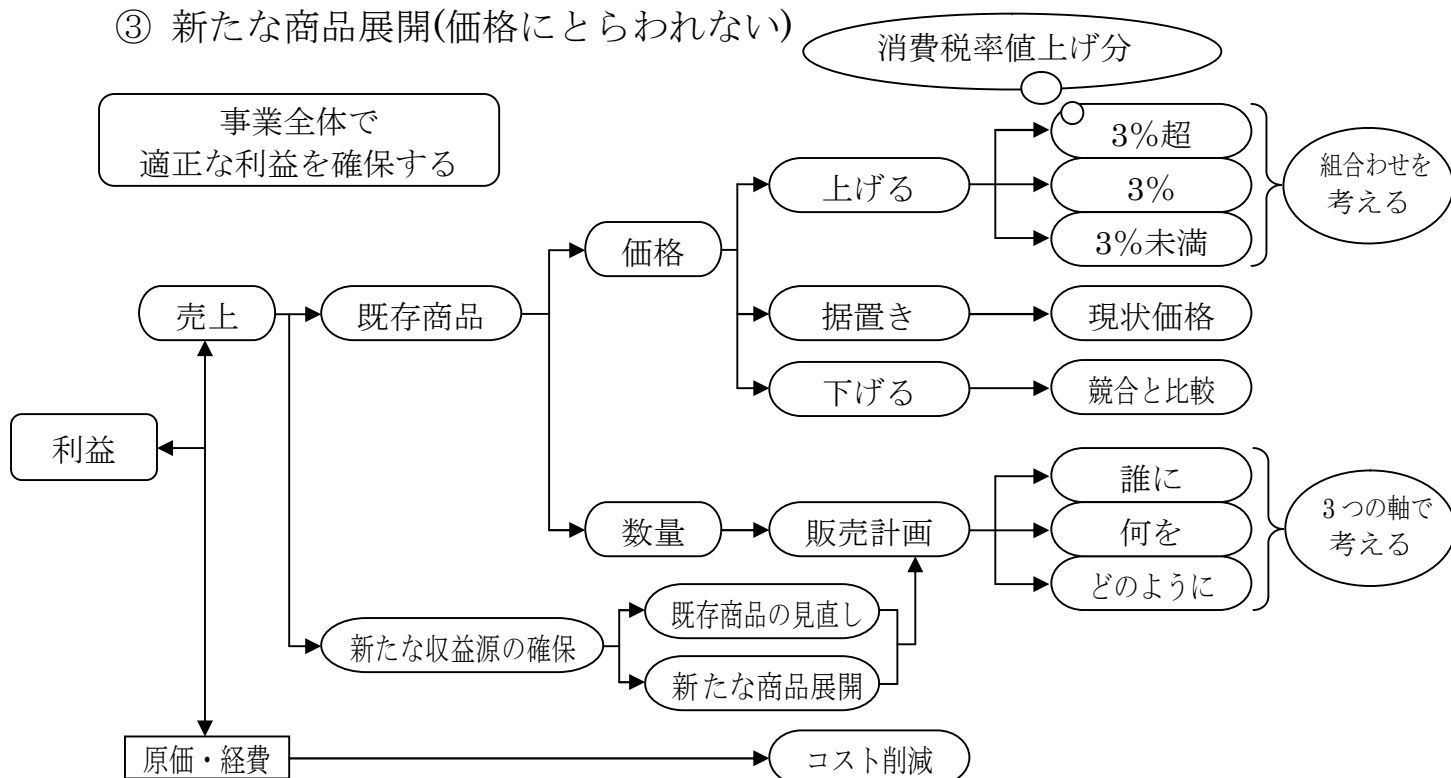 ③ 新たな商品展開(価格にとらわれない)
消費税率値上げ分
事業全体で
適正な利益を確保する
3％超
上げる
3％
組合わせを
考える
価格
3％未満
売上
既存商品
据置き
現状価格
下げる
競合と比較
利益
誰に
数量
販売計画
何を
3つの軸で
考える
どのように
既存商品の見直し
新たな収益源の確保
新たな商品展開
原価・経費
コスト削減